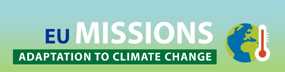 EU MISSIONS
ADAPTATION TO CLIMATE CHANGE